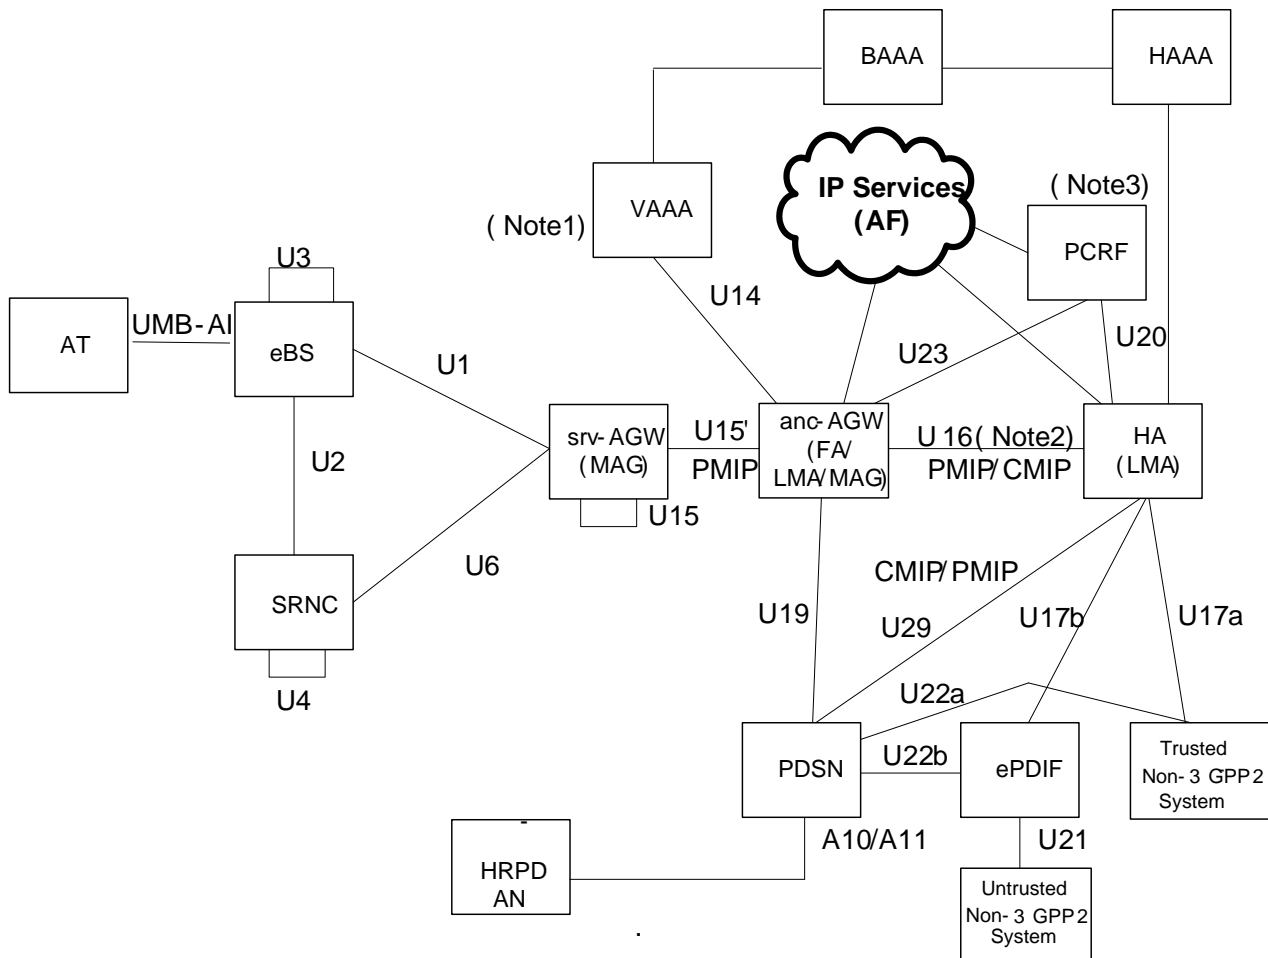 BAAA
HAAA
IP Services
(AF)
( Note3)
VAAA
( Note1)
PCRF
U3
U14
UMB-AI
AT
eBS
U23
U20
U1
anc-AGW
(FA/
LMA/MAG)
srv-AGW
(MAG)
U15'
PMIP
U 16( Note2)
PMIP/CMIP
HA
(LMA)
U2
U15
U6
CMIP/PMIP
SRNC
U19
U29
U17b
U17a
U4
U22a
PDSN
U22b
ePDIF
Trusted
Non-3 GPP2
System
A10/A11
U21
HRPD
AN
Untrusted
Non-3 GPP2
System